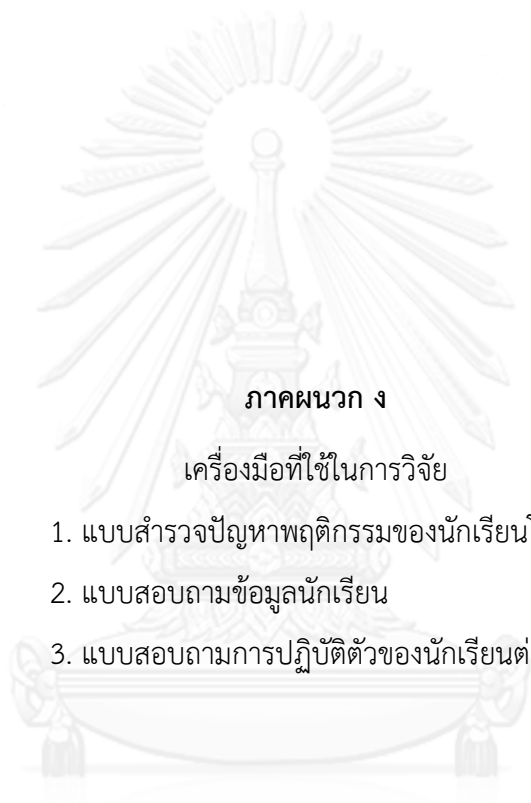 ภาคผนวก ง
เครื่องมือที่ใช้ในการวิจัย
1. แบบสำรวจปัญหาพฤติกรรมของนักเรียน
2. แบบสอบถามข้อมูลนักเรียน
3. แบบสอบถามการปฏิบัติตัวของนักเรียน